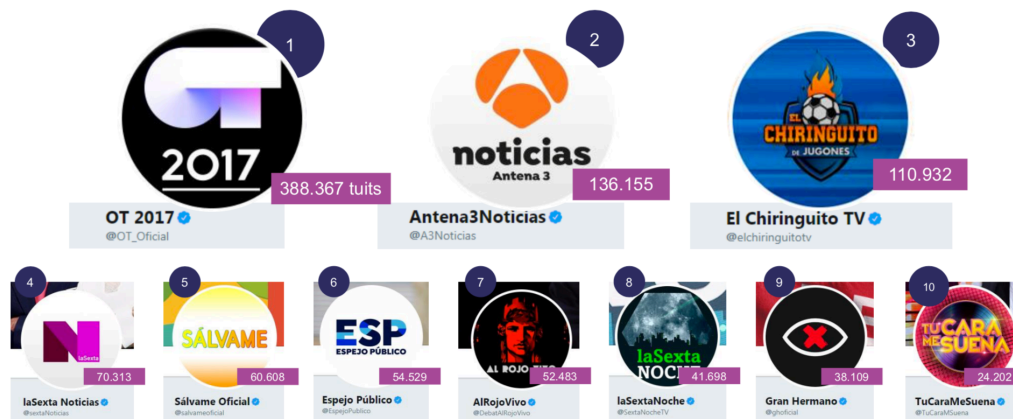 1
2017
388.367 tuits
OT 2017
@OT_Oficial
2
noticias
Antena 3
136.155
Antena3Noticias
@A3Noticias
3
EL
CHIRINGUITO
DE JUGONES
110.932
El Chiringuito TV
@elchiringuitotv
4
N
laSexta
70.313
laSexta Noticias
@sextaNoticias
5
SÁLVAME
60.608
Sálvame Oficial
@salvameoficial
6
ESP
ESPEJO PÚBLICO
54.529
Espejo Público
@EspejoPublico
7
AL ROJO VIVO
52.483
AlRojoVivo
@DebatAlRojoVivo
8
laSexta
NOCHE
41.698
laSextaNoche
@SextaNocheTV
9
38.109
Gran Hermano
@ghoficial
10
TU CARA
ME SUENA
24.202
TuCaraMeSuena
@TuCaraMSuena